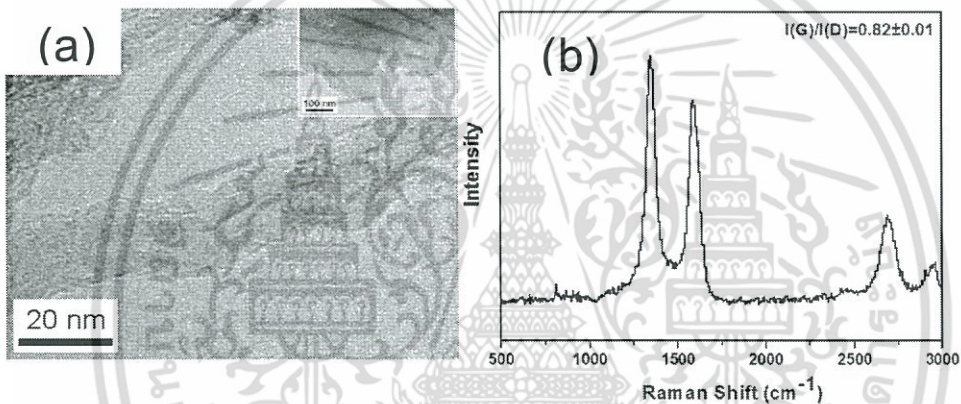 (a)
100 nm
20 nm
(b)
I(G)/I(D)=0.82±0.01
Intensity
500 1000 1500 2000 2500 3000
Raman Shift (cm⁻¹)